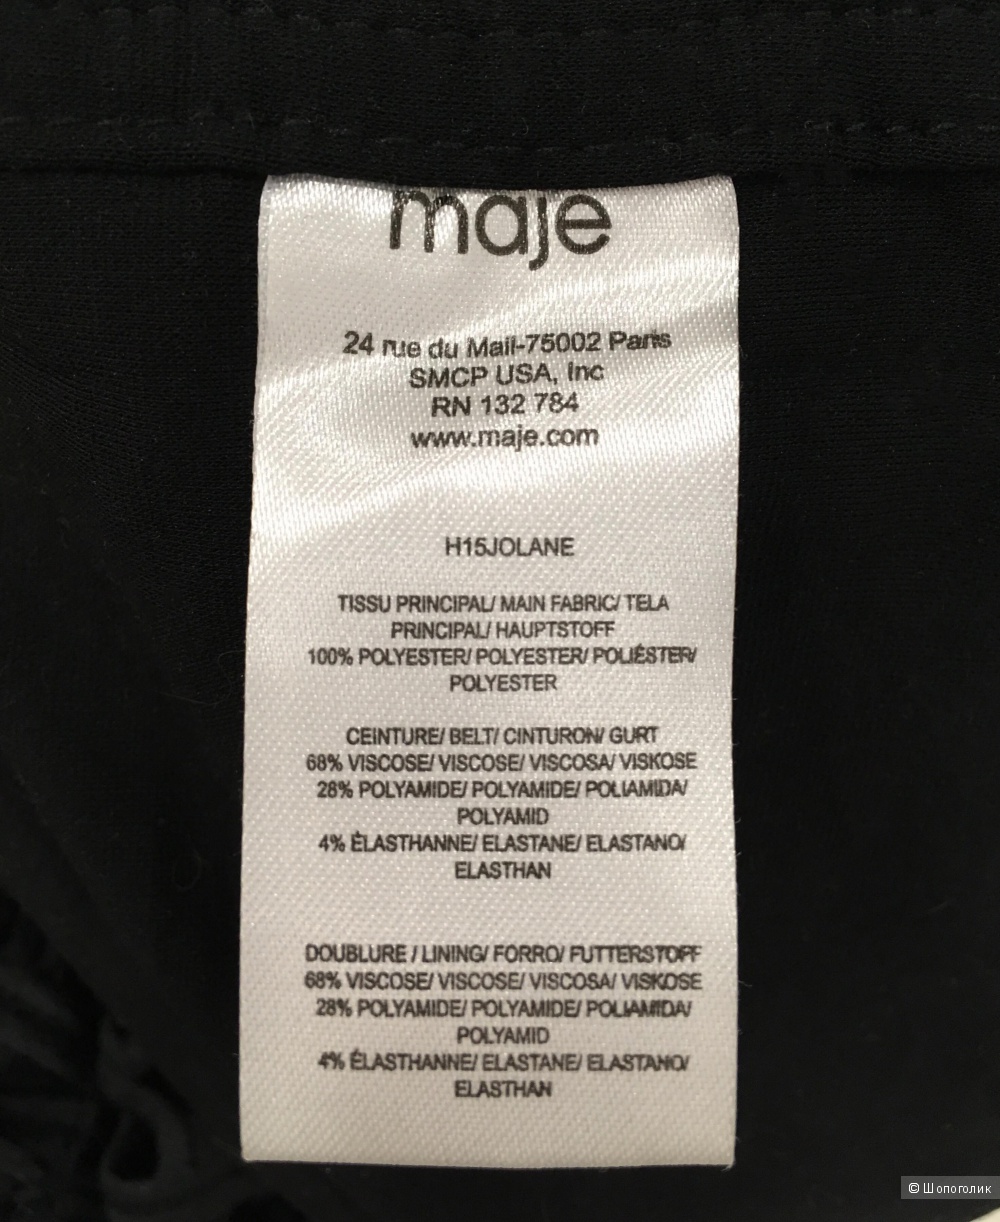 maje
24 rue du Mail-75002 Paris
SMCP USA, Inc
RN 132 784
www.maje.com
H15JOLANE
TISSU PRINCIPAL/ MAIN FABRIC/ TELA
PRINCIPAL/ HAUPTSTOFF
100% POLYESTER/ POLYESTER/ POLIÉSTER/
POLYESTER
CEINTURE/ BELT/ CINTURON/ GURT
68% VISCOSE/ VISCOSE/ VISCOSA/ VISKOSE
28% POLYAMIDE/ POLYAMIDE/ POLIAMIDA/
POLYAMID
4% ÉLASTHANNE/ ELASTANE/ ELASTANO/
ELASTHAN
DOUBLURE / LINING/ FORRO/ FUTTERSTOFF
68% VISCOSE/ VISCOSE/ VISCOSA/ VISKOSE
28% POLYAMIDE/ POLYAMIDE/ POLIAMIDA/
POLYAMID
4% ÉLASTHANNE/ ELASTANE/ ELASTANO/
ELASTHAN
© Шопоголик